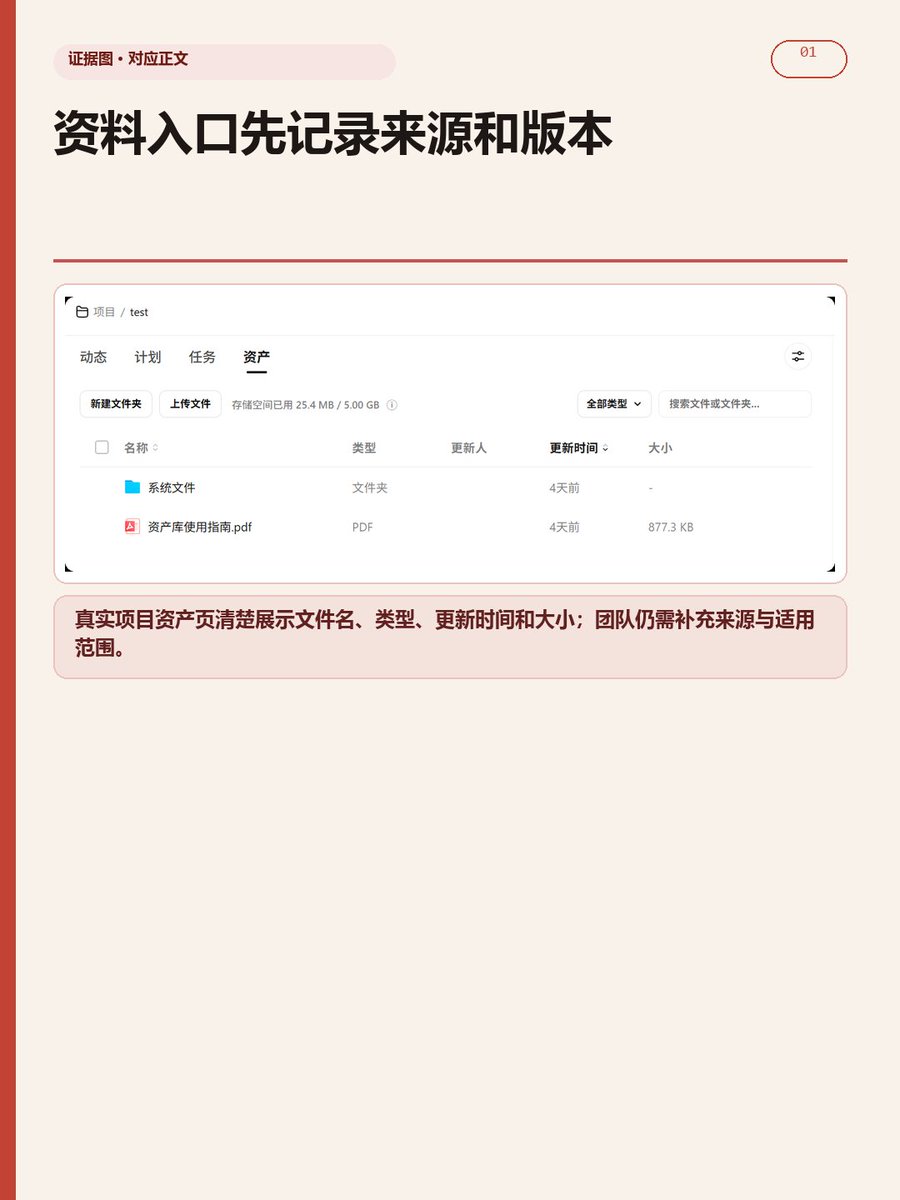 证据图·对应正文
01
资料入口先记录来源和版本
项目 / test
动态 计划 任务 资产
新建文件夹 上传文件 存储空间已用 25.4 MB / 5.00 GB 全部类型 搜索文件或文件夹...
名称 类型 更新人 更新时间 大小
系统文件 文件夹 4天前 -
资产库使用指南.pdf PDF 4天前 877.3 KB
真实项目资产页清楚展示文件名、类型、更新时间和大小；团队仍需补充来源与适用
范围。